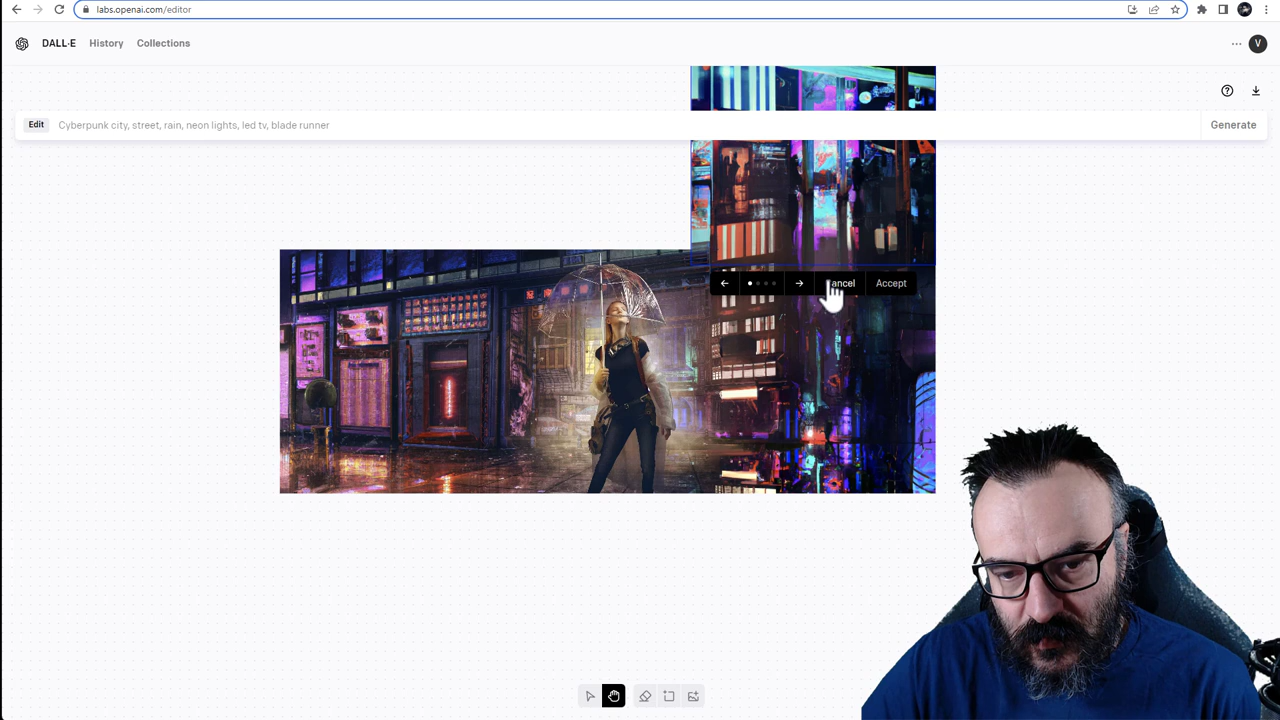 labs.openai.com/editor
DALL·E History Collections
··· V
Edit Cyberpunk city, street, rain, neon lights, led tv, blade runner Generate
Accept